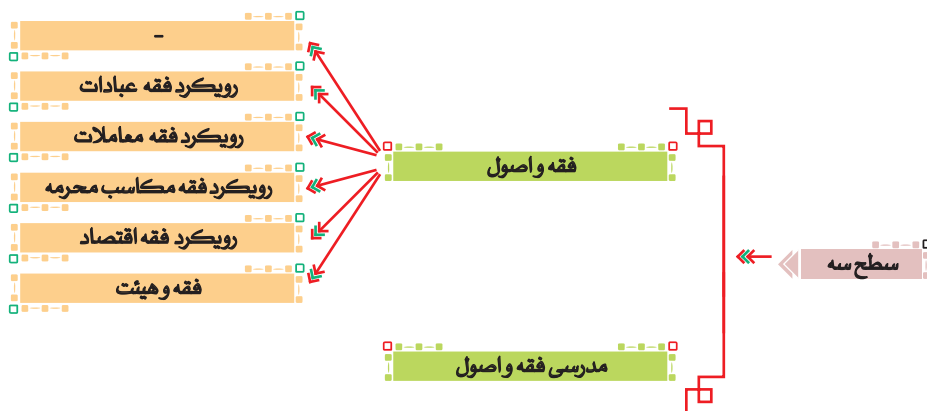 سطح سه
فقه و اصول
-
رویکرد فقه عبادات
رویکرد فقه معاملات
رویکرد فقه مکاسب محرمه
رویکرد فقه اقتصاد
فقه و هیئت
مدرسی فقه و اصول